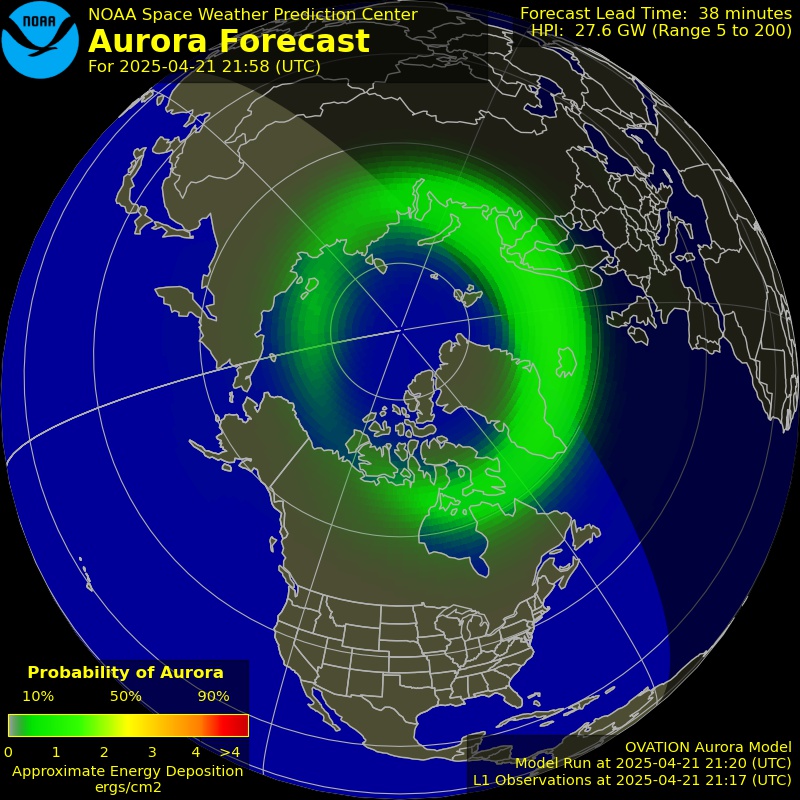 NOAA
NOAA Space Weather Prediction Center
Aurora Forecast
For 2025-04-21 21:58 (UTC)
Forecast Lead Time: 38 minutes
HPI: 27.6 GW (Range 5 to 200)
Probability of Aurora
10% 50% 90%
0 1 2 3 4 >4
Approximate Energy Deposition
ergs/cm2
OVATION Aurora Model
Model Run at 2025-04-21 21:20 (UTC)
L1 Observations at 2025-04-21 21:17 (UTC)